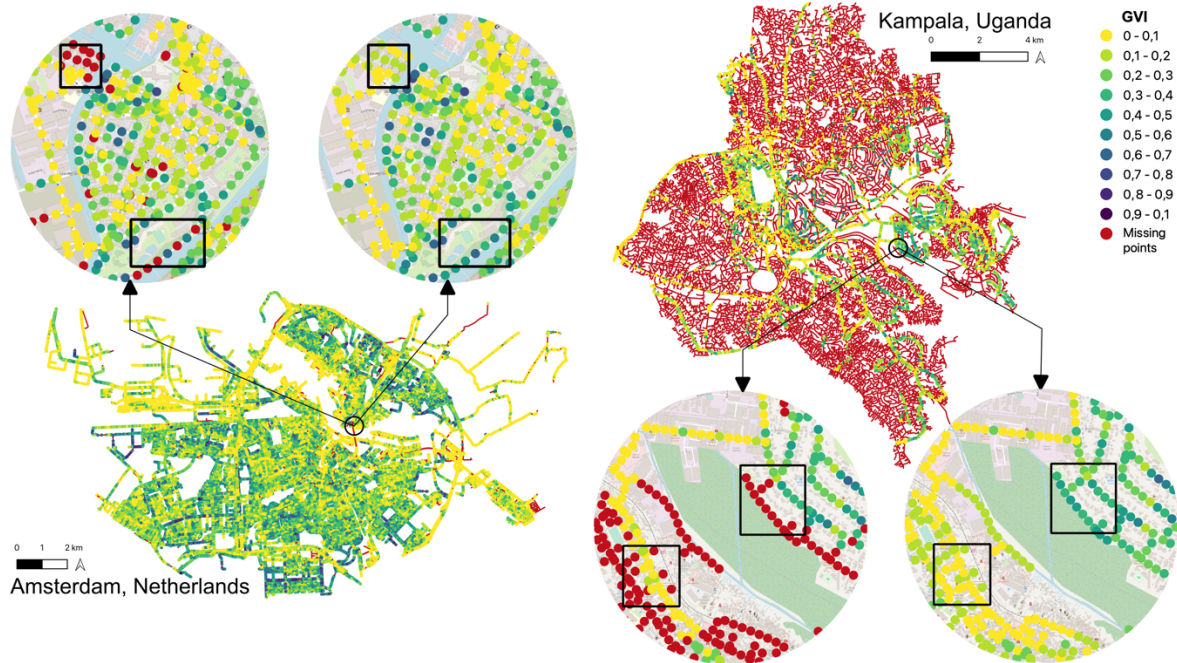 Kampala, Uganda
0 2 4 km
GVI
0 - 0,1
0,1 - 0,2
0,2 - 0,3
0,3 - 0,4
0,4 - 0,5
0,5 - 0,6
0,6 - 0,7
0,7 - 0,8
0,8 - 0,9
0,9 - 0,1
Missing
points
0 1 2 km
Amsterdam, Netherlands